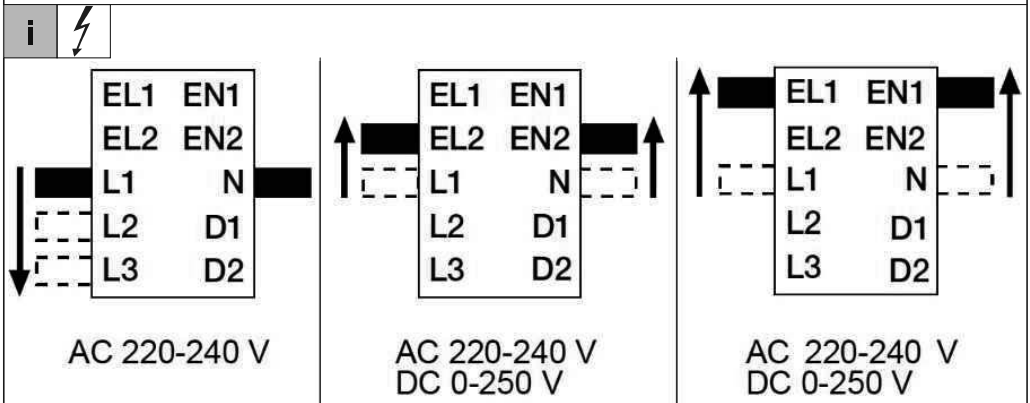 i
EL1 EN1
EL2 EN2
L1 N
L2 D1
L3 D2
AC 220-240 V
EL1 EN1
EL2 EN2
L1 N
L2 D1
L3 D2
AC 220-240 V
DC 0-250 V
EL1 EN1
EL2 EN2
L1 N
L2 D1
L3 D2
AC 220-240 V
DC 0-250 V